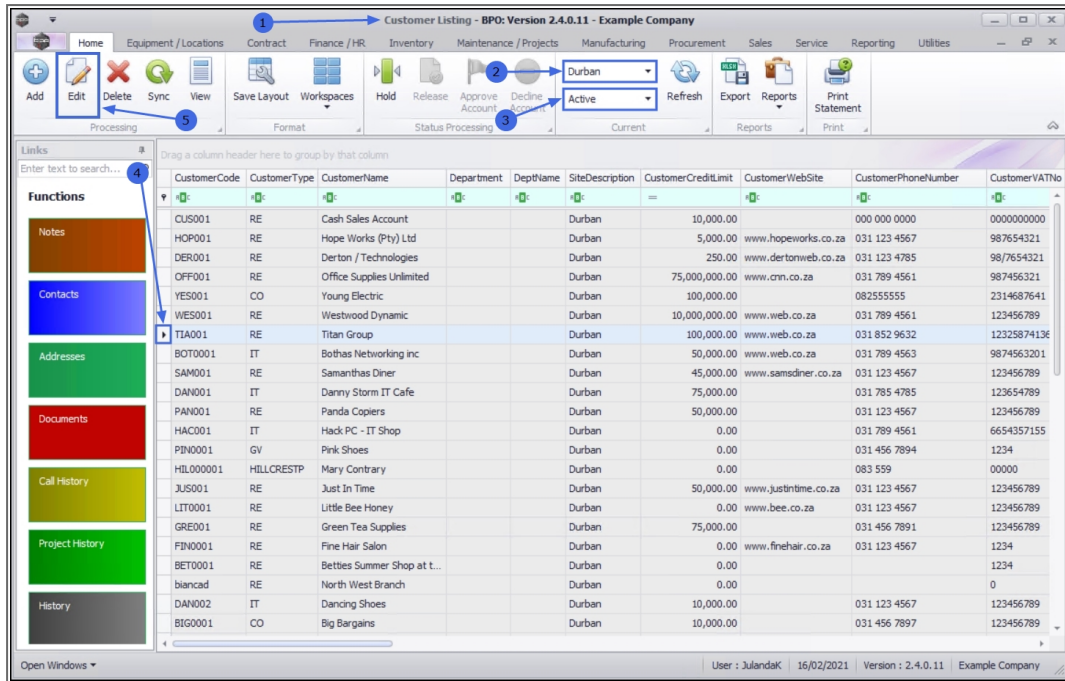 1
Customer Listing - BPO: Version 2.4.0.11 - Example Company
Home Equipment / Locations Contract Finance / HR Inventory Maintenance / Projects Manufacturing Procurement Sales Service Reporting Utilities
2 Durban
Add Edit Delete Sync View Save Layout Workspaces Hold Release Approve Account Decline Account Active Refresh Export Reports Print Statement
5 3
Processing Format Status Processing Current Reports Print
Links
Drag a column header here to group by that column
Enter text to search... 4
CustomerCode CustomerType CustomerName Department DeptName SiteDescription CustomerCreditLimit CustomerWebSite CustomerPhoneNumber CustomerVATNo
Functions
CUS001 RE Cash Sales Account Durban 10,000.00 000 000 0000 0000000000
Notes
HOP001 RE Hope Works (Pty) Ltd Durban 5,000.00 www.hopeworks.co.za 031 123 4567 987654321
DER001 RE Derton / Technologies Durban 250.00 www.dertonweb.co.za 031 123 4785 98/7654321
OFF001 RE Office Supplies Unlimited Durban 75,000,000.00 www.cnn.co.za 031 789 4561 987456321
Contacts
YES001 CO Young Electric Durban 100,000.00 082555555 2314687641
WES001 RE Westwood Dynamic Durban 10,000,000.00 www.web.co.za 031 789 4561 123456789
TIA001 RE Titan Group Durban 100,000.00 www.web.co.za 031 852 9632 12325874136
Addresses
BOT0001 IT Bothas Networking inc Durban 50,000.00 www.web.co.za 031 789 4563 9874563201
SAM001 RE Samanthas Diner Durban 45,000.00 www.samsdiner.co.za 031 123 4567 123456789
DAN001 IT Danny Storm IT Cafe Durban 75,000.00 031 785 4785 123654789
Documents
PAN001 RE Panda Copiers Durban 50,000.00 031 123 4567 123456789
HAC001 IT Hack PC - IT Shop Durban 0.00 031 789 4561 6654357155
PIN0001 GV Pink Shoes Durban 0.00 031 456 7894 1234
HIL000001 HILLCRESTP Mary Contrary Durban 0.00 083 559 00000
Call History
JUS001 RE Just In Time Durban 50,000.00 www.justintime.co.za 031 123 4567 123456789
LIT0001 RE Little Bee Honey Durban 0.00 www.bee.co.za 031 123 4567 123456789
GRE001 RE Green Tea Supplies Durban 75,000.00 031 456 7891 123456789
Project History
FIN0001 RE Fine Hair Salon Durban 0.00 www.finehair.co.za 031 123 4567 1234
BET0001 RE Betties Summer Shop at t... Durban 0.00 1234
biancad RE North West Branch Durban 0.00 0
History
DAN002 IT Dancing Shoes Durban 10,000.00 031 123 4567 123456789
BIG0001 CO Big Bargains Durban 10,000.00 031 456 7897 123456789
Open Windows User : JulandaK 16/02/2021 Version : 2.4.0.11 Example Company